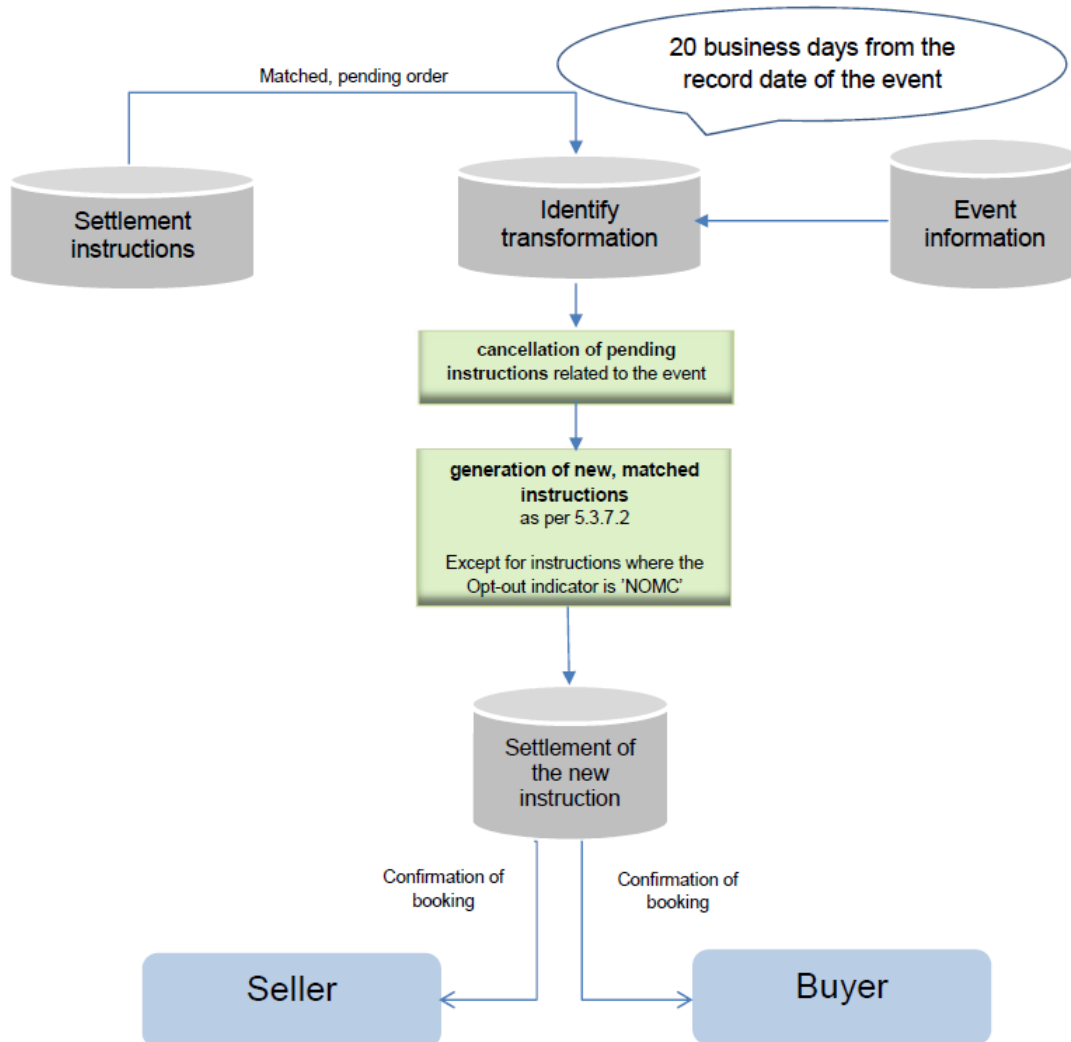 20 business days from the
record date of the event
Matched, pending order
Settlement
instructions
Identify
transformation
Event
information
cancellation of pending
instructions related to the event
generation of new, matched
instructions
as per 5.3.7.2
Except for instructions where the
Opt-out indicator is ’NOMC’
Settlement of
the new
instruction
Confirmation of
booking
Confirmation of
booking
Seller
Buyer